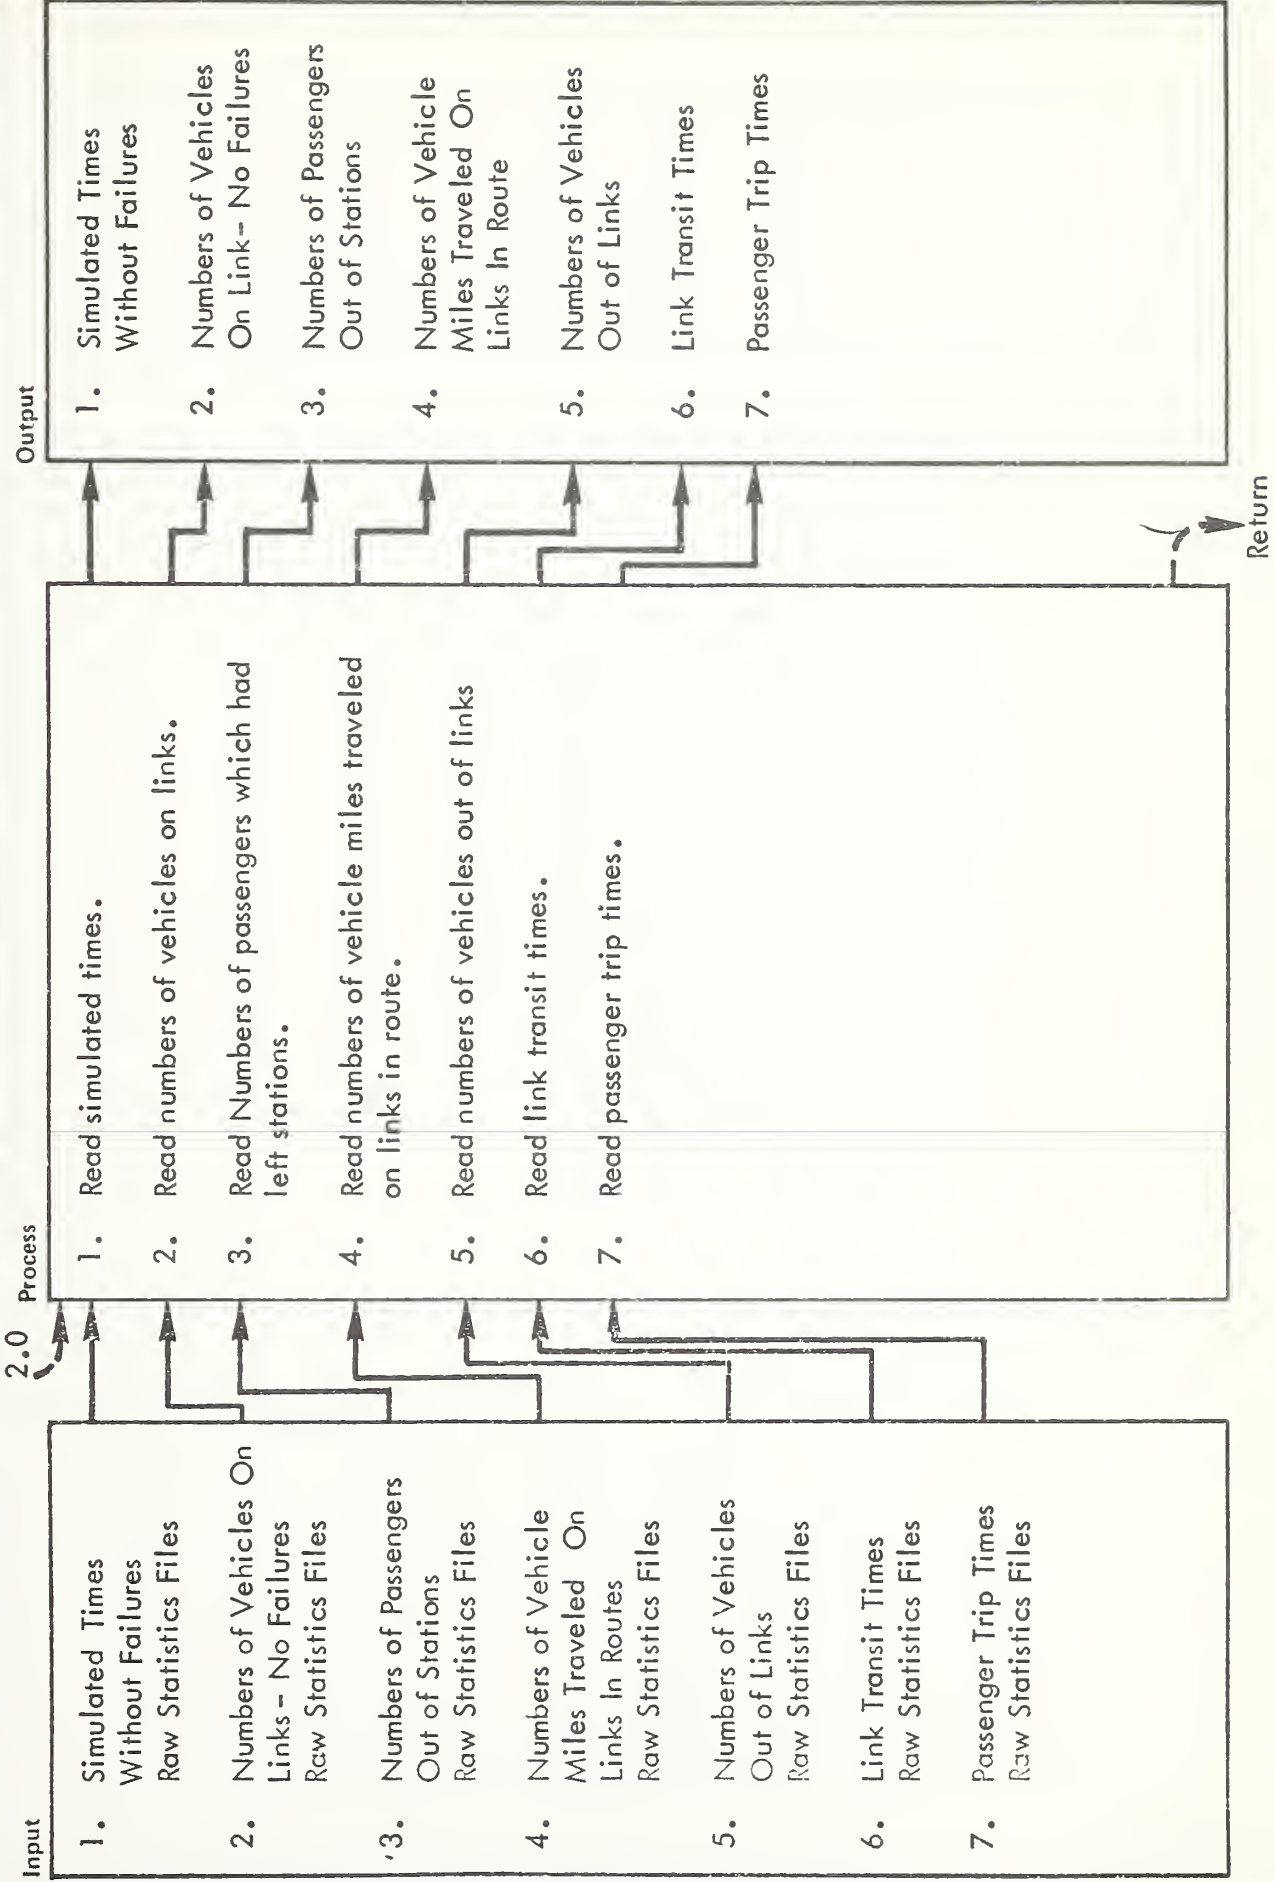 Input
1. Simulated Times
Without Failures
Raw Statistics Files
2. Numbers of Vehicles On
Links - No Failures
Raw Statistics Files
3. Numbers of Passengers
Out of Stations
Raw Statistics Files
4. Numbers of Vehicle
Miles Traveled On
Links In Routes
Raw Statistics Files
5. Numbers of Vehicles
Out of Links
Raw Statistics Files
6. Link Transit Times
Raw Statistics Files
7. Passenger Trip Times
Raw Statistics Files
2.0
Process
1. Read simulated times.
2. Read numbers of vehicles on links.
3. Read Numbers of passengers which had
left stations.
4. Read numbers of vehicle miles traveled
on links in route.
5. Read numbers of vehicles out of links
6. Read link transit times.
7. Read passenger trip times.
Output
1. Simulated Times
Without Failures
2. Numbers of Vehicles
On Link- No Failures
3. Numbers of Passengers
Out of Stations
4. Numbers of Vehicle
Miles Traveled On
Links In Route
5. Numbers of Vehicles
Out of Links
6. Link Transit Times
7. Passenger Trip Times
Return